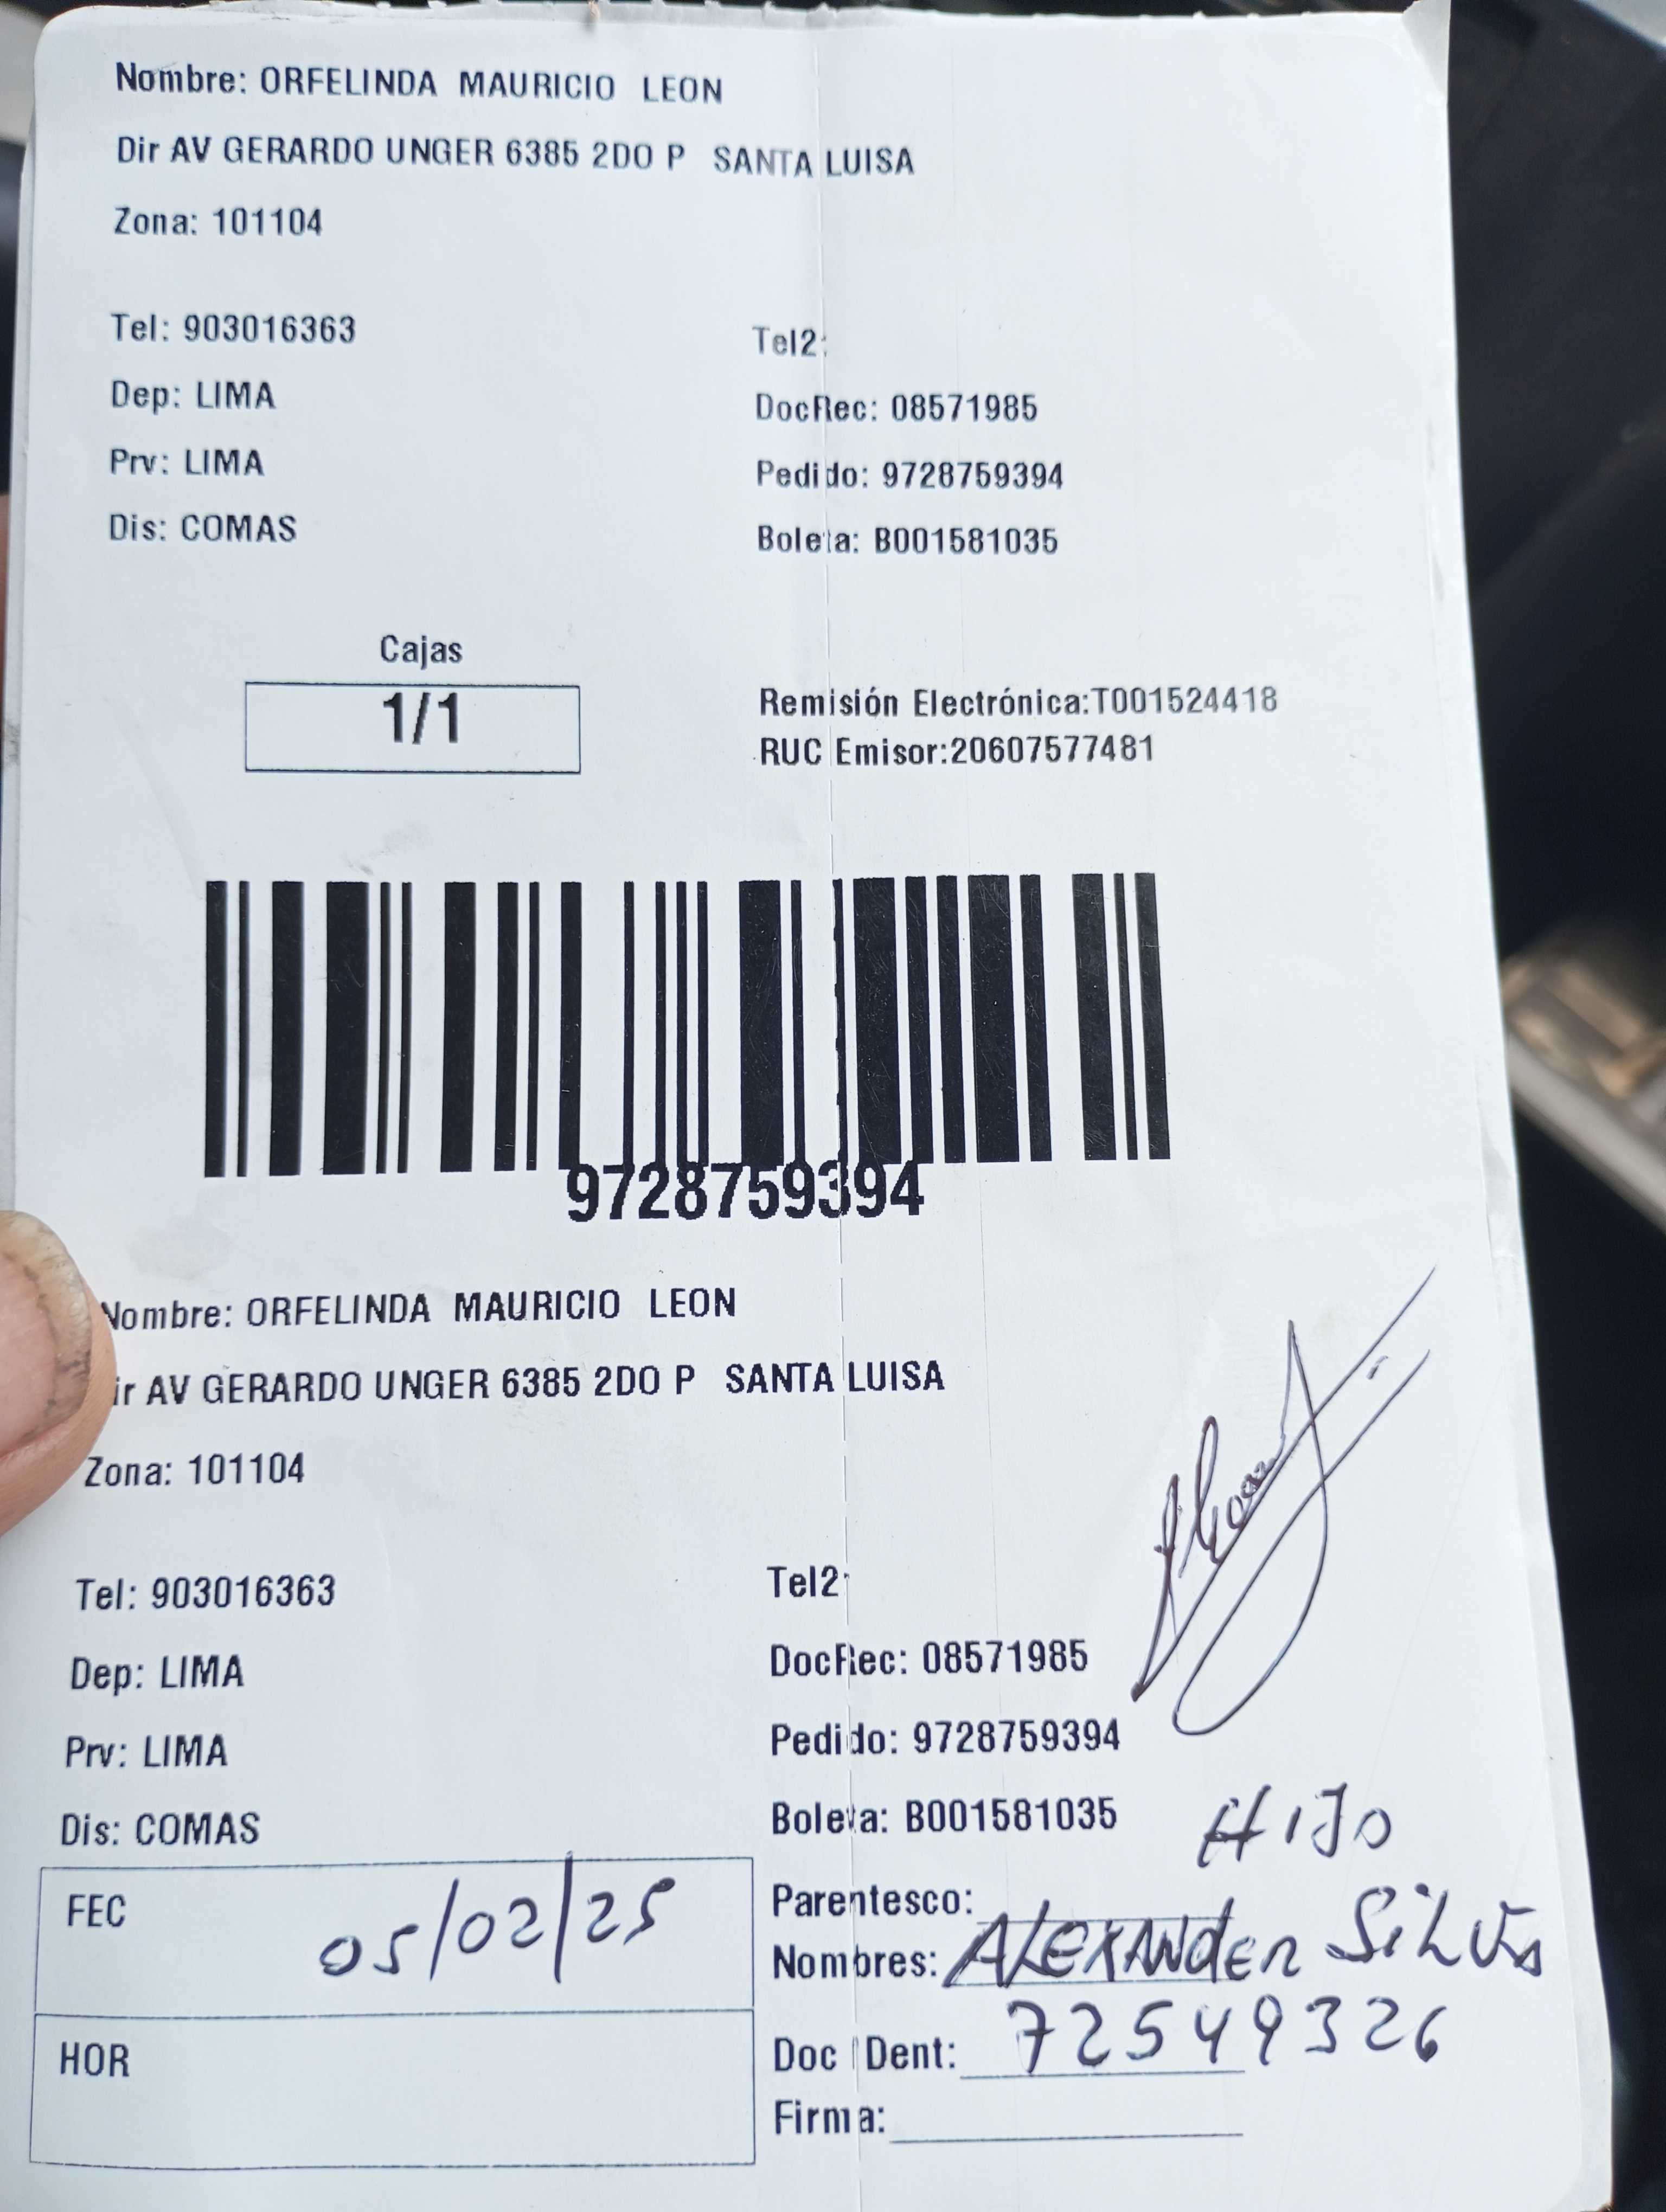 Nombre: ORFELINDA MAURICIO LEON
Dir AV GERARDO UNGER 6385 2DO P SANTA LUISA
Zona: 101104
Tel: 903016363
Tel2:
Dep: LIMA
DocRec: 08571985
Prv: LIMA
Pedido: 9728759394
Dis: COMAS
Boleta: B001581035
Cajas
1/1
Remisión Electrónica:T001524418
RUC Emisor:20607577481
9728759394
Nombre: ORFELINDA MAURICIO LEON
ir AV GERARDO UNGER 6385 2DO P SANTA LUISA
Zona: 101104
Tel: 903016363
Tel2:
Dep: LIMA
DocRec: 08571985
Prv: LIMA
Pedido: 9728759394
Dis: COMAS
Boleta: B001581035
HIJO
FEC 05/02/25
Parentesco:
Nombres: ALEXANDER SILVA
HOR
Doc Dent: 72549326
Firma: